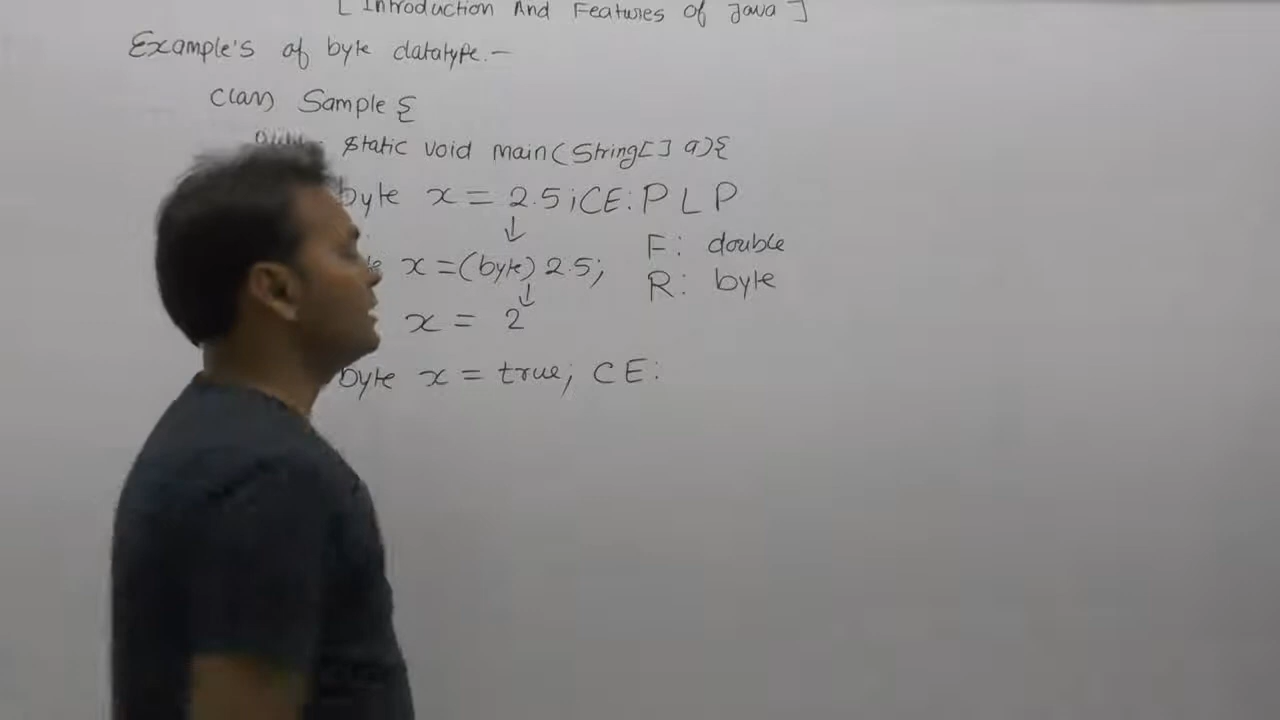 [ Introduction And Features of Java ]
Example's of byte datatype. —
Class Sample {
static void main(String[] a){
byte x = 2.5; CE: P L P
↓
F: double
x = (byte) 2.5;
R: byte
↓
x = 2
byte x = true; CE: